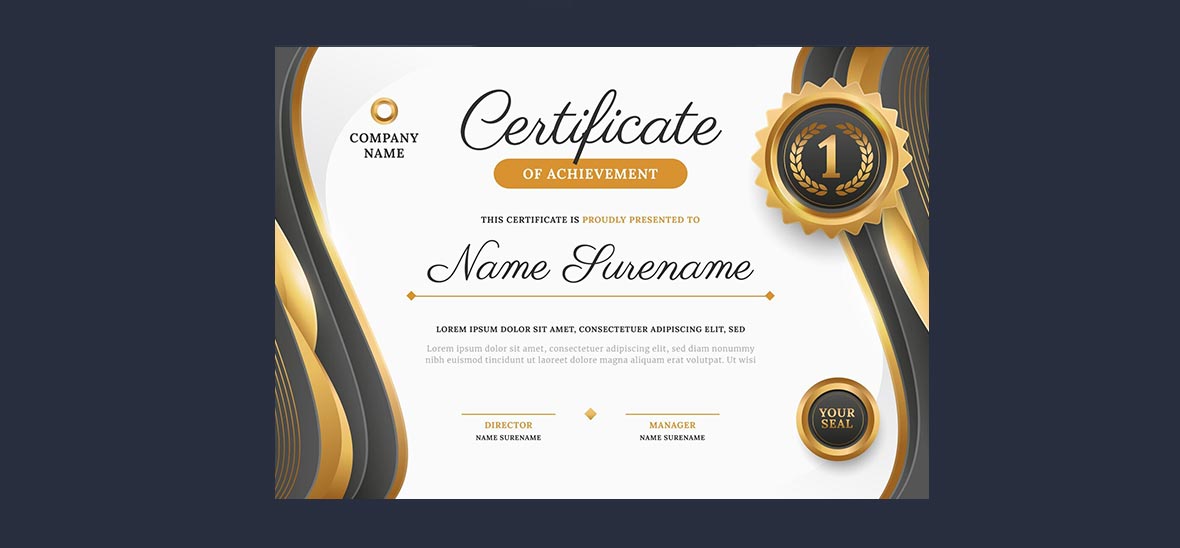 COMPANY
NAME
Certificate
OF ACHIEVEMENT
1
THIS CERTIFICATE IS PROUDLY PRESENTED TO
Name Surename
LOREM IPSUM DOLOR SIT AMET, CONSECTETUER ADIPISCING ELIT, SED
Lorem ipsum dolor sit amet, consectetuer adipiscing elit, sed diam nonummy
nibh euismod tincidunt ut laoreet dolore magna aliquam erat volutpat. Ut wisi
DIRECTOR
NAME SURENAME
MANAGER
NAME SURENAME
YOUR
SEAL